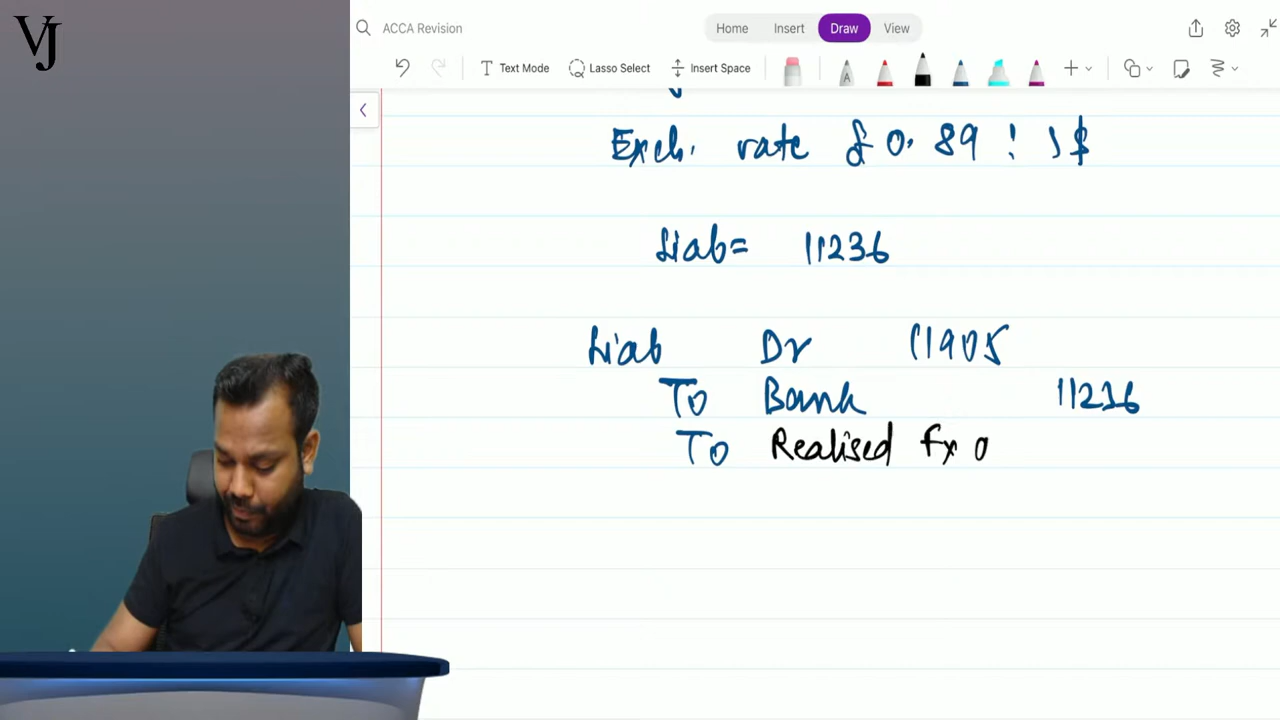 VJ
ACCA Revision
Home Insert Draw View
Text Mode Lasso Select Insert Space
Exch. rate £ 0.89 : 1 $
Liab = 11236
Liab Dr 11905
To Bank 11236
To Realised fx